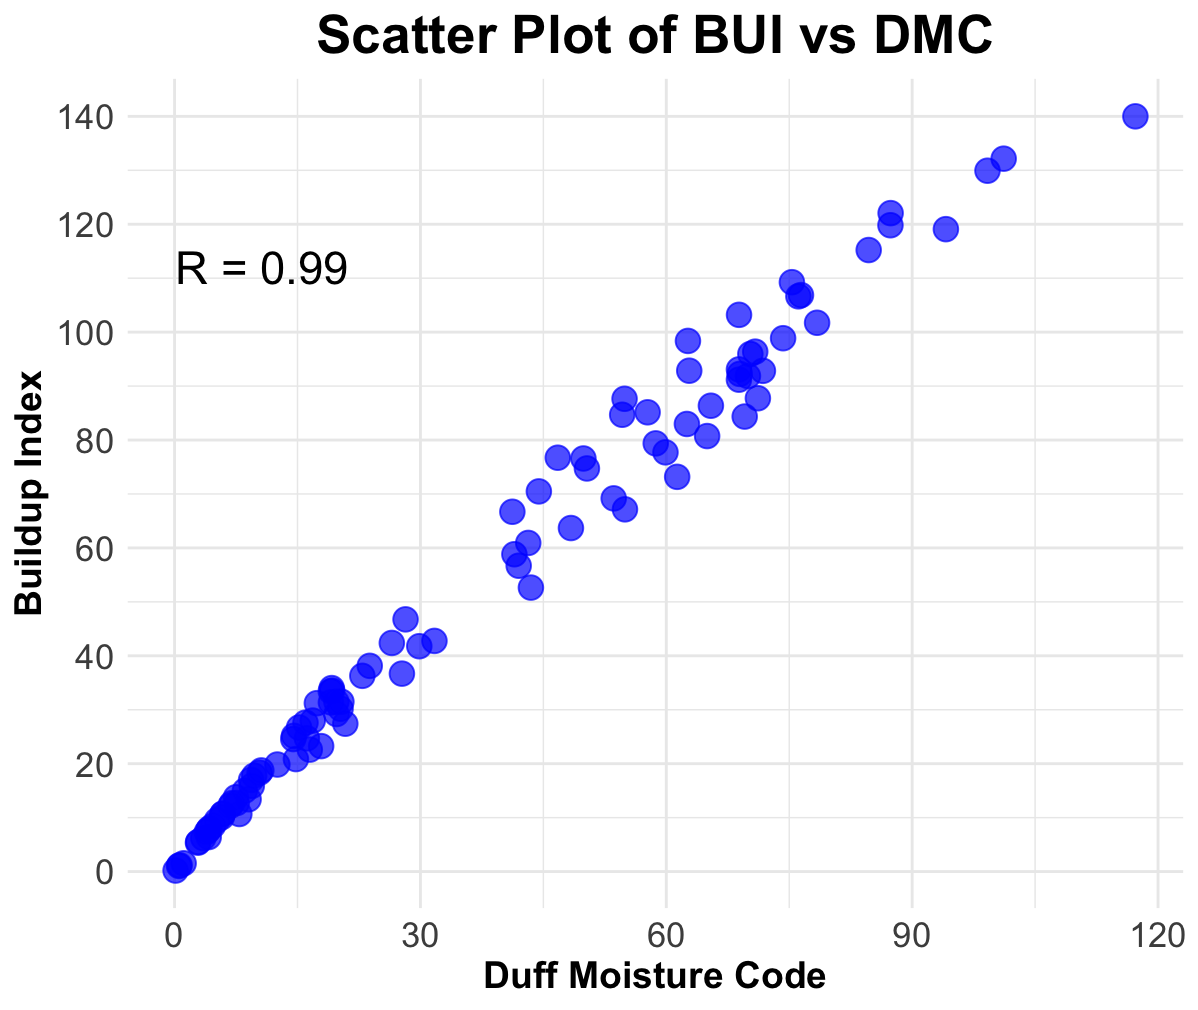 Scatter Plot of BUI vs DMC
140
120
R = 0.99
100
80
60
40
20
0
Buildup Index
0 30 60 90 120
Duff Moisture Code